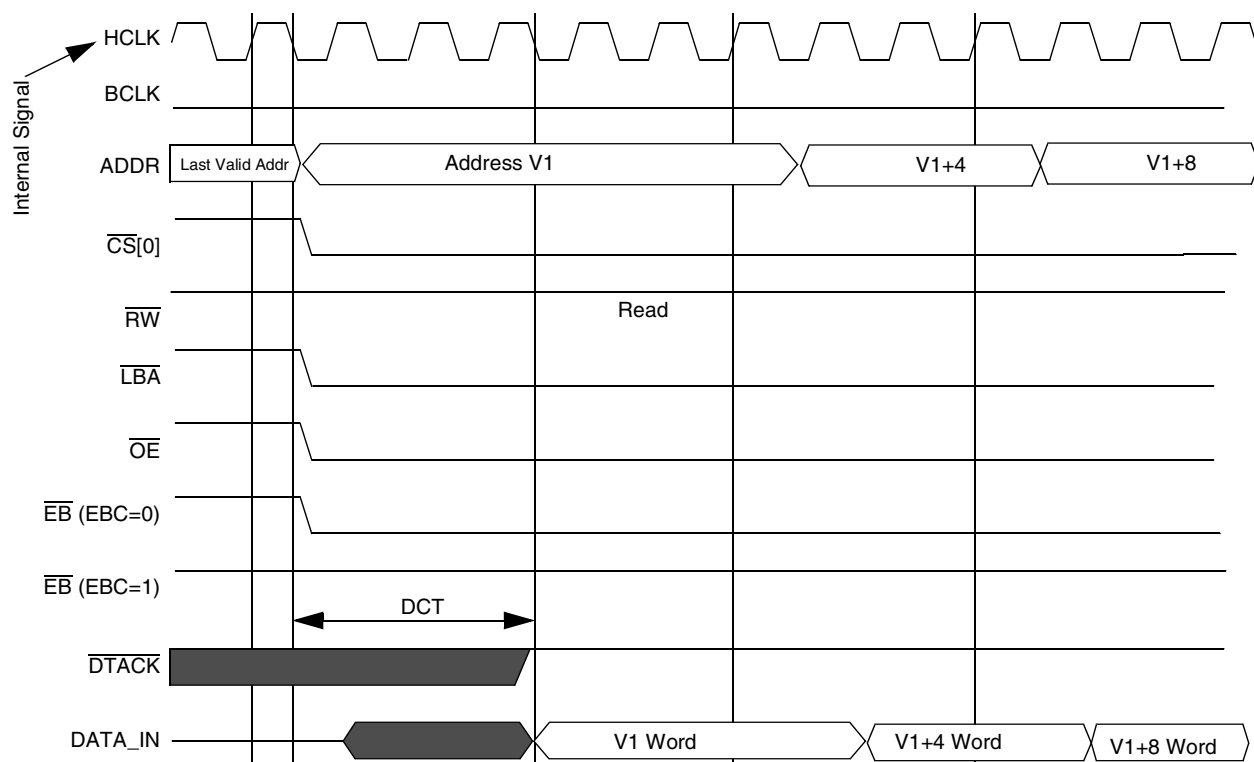 HCLK
Internal Signal
BCLK
ADDR
Last Valid Addr
Address V1
V1+4
V1+8
CS[0]
RW
Read
LBA
OE
EB (EBC=0)
EB (EBC=1)
DCT
DTACK
DATA_IN
V1 Word
V1+4 Word
V1+8 Word